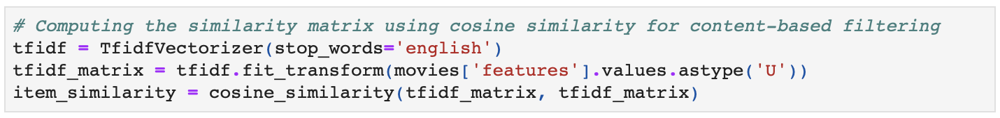 # Computing the similarity matrix using cosine similarity for content-based filtering
tfidf = TfidfVectorizer(stop_words='english')
tfidf_matrix = tfidf.fit_transform(movies['features'].values.astype('U'))
item_similarity = cosine_similarity(tfidf_matrix, tfidf_matrix)